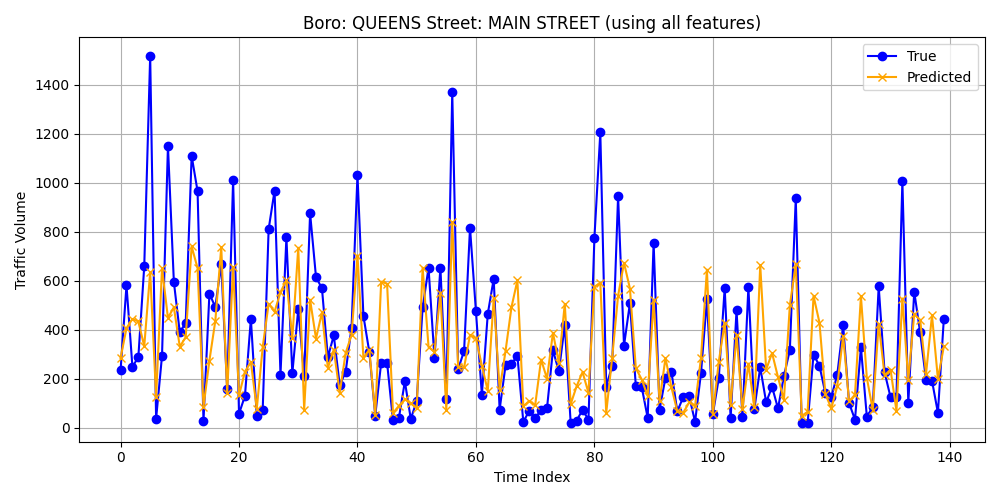 Boro: QUEENS Street: MAIN STREET (using all features)
True
Predicted
Traffic Volume
1400
1200
1000
800
600
400
200
0
0 20 40 60 80 100 120 140
Time Index